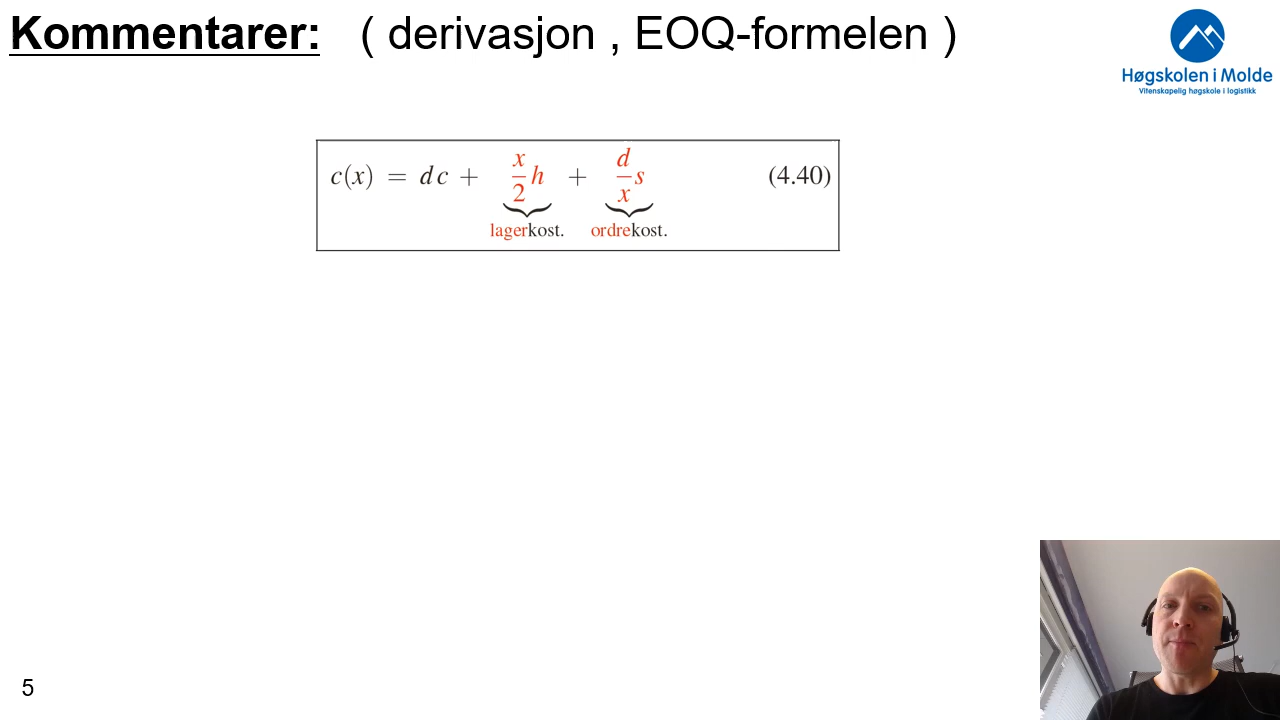 Kommentarer: ( derivasjon , EOQ-formelen )
Høgskolen i Molde
Vitenskapelig høgskole i logistikk
c(x) = dc + x/2 h + d/x s (4.40)
lagerkost. ordrekost.
5